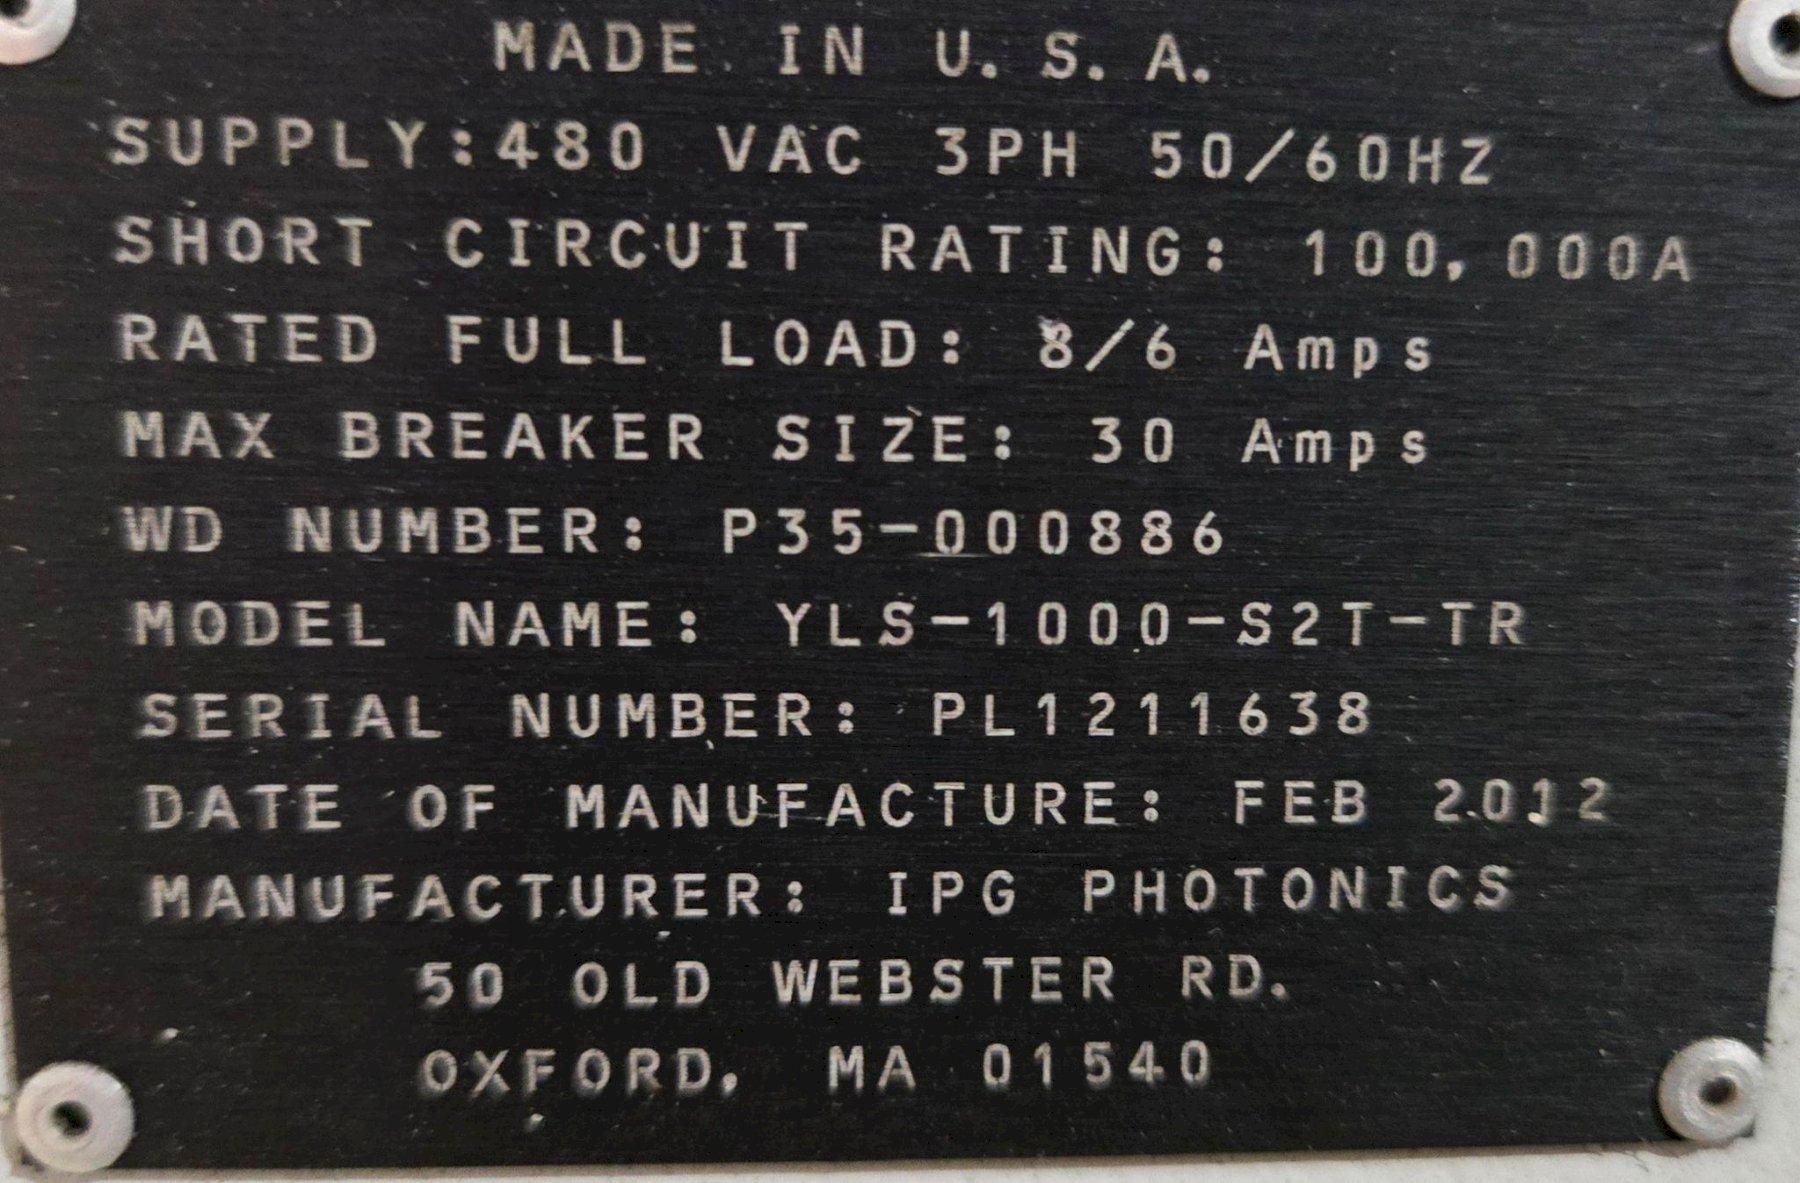 MADE IN U.S.A.
SUPPLY:480 VAC 3PH 50/60HZ
SHORT CIRCUIT RATING: 100,000A
RATED FULL LOAD: 8/6 Amps
MAX BREAKER SIZE: 30 Amps
WD NUMBER: P35-000886
MODEL NAME: YLS-1000-S2T-TR
SERIAL NUMBER: PL1211638
DATE OF MANUFACTURE: FEB 2012
MANUFACTURER: IPG PHOTONICS
50 OLD WEBSTER RD.
OXFORD, MA 01540